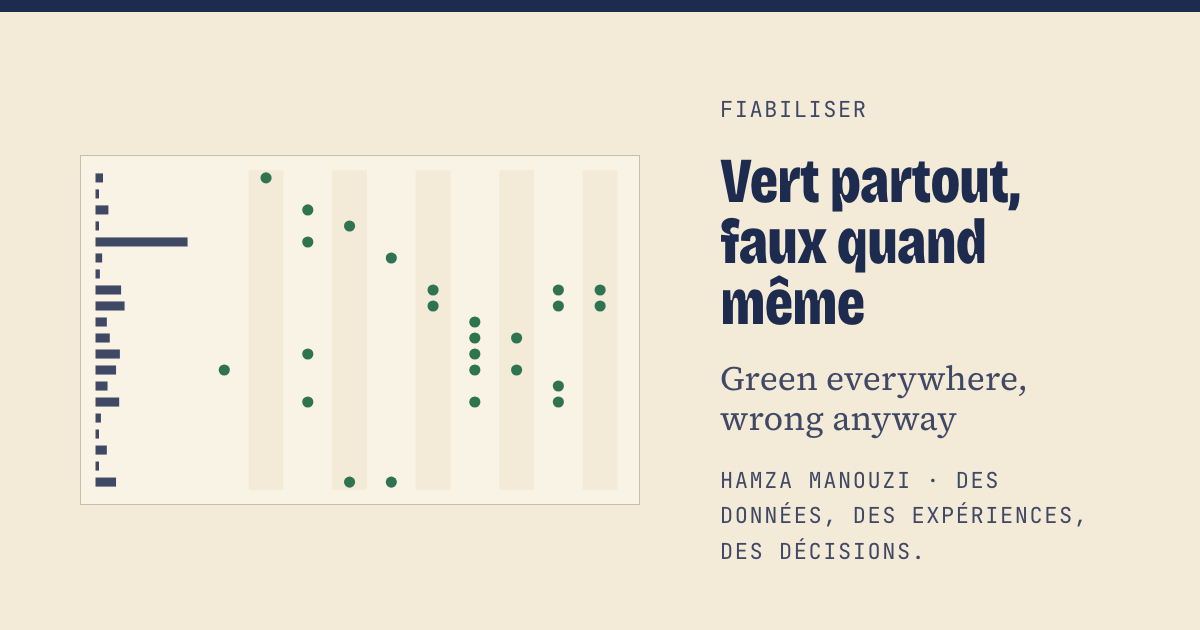 FIABILISER
Vert partout,
faux quand
même
Green everywhere,
wrong anyway
HAMZA MANOUZI · DES
DONNÉES, DES EXPÉRIENCES,
DES DÉCISIONS.